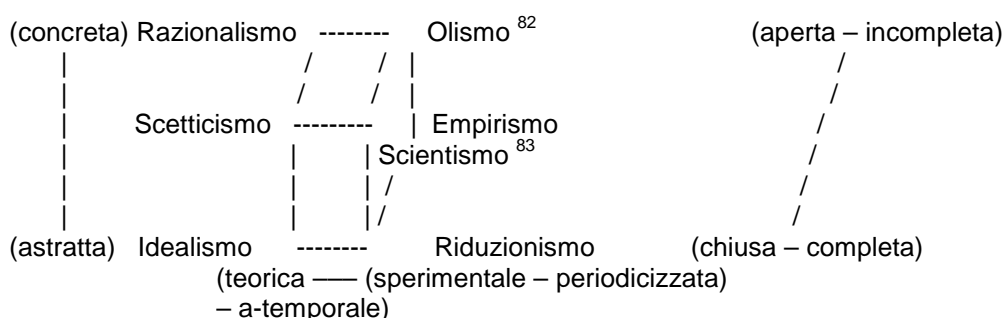 (concreta) Razionalismo -------- Olismo 82 (aperta – incompleta)
| / / | /
| / / | /
| Scetticismo --------- | Empirismo /
| | | Scientismo 83 /
| | | / /
| | |/ /
(astratta) Idealismo -------- Riduzionismo (chiusa – completa)
(teorica –— (sperimentale – periodicizzata)
– a-temporale)